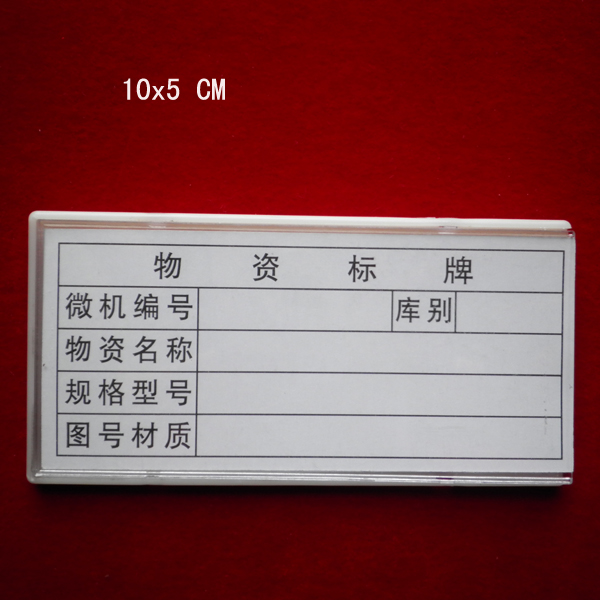 10x5 CM
物资标牌
微机编号 库别
物资名称
规格型号
图号材质